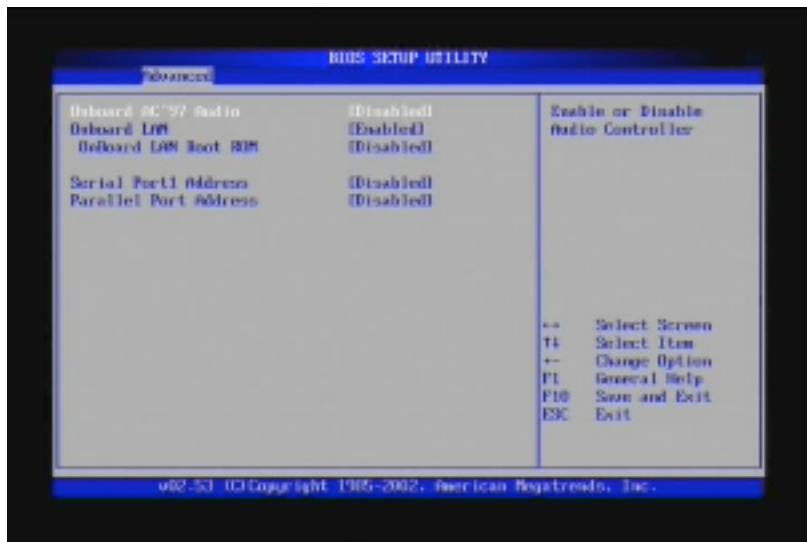 BIOS SETUP UTILITY
Advanced
Onboard AC'97 Audio [Disabled]
Onboard LAN [Enabled]
OnBoard LAN Boot ROM [Disabled]
Serial Port1 Address [Disabled]
Parallel Port Address [Disabled]
Enable or Disable
Audio Controller
←→ Select Screen
↑↓ Select Item
+- Change Option
F1 General Help
F10 Save and Exit
ESC Exit
v02.53 (C)Copyright 1985-2002, American Megatrends, Inc.